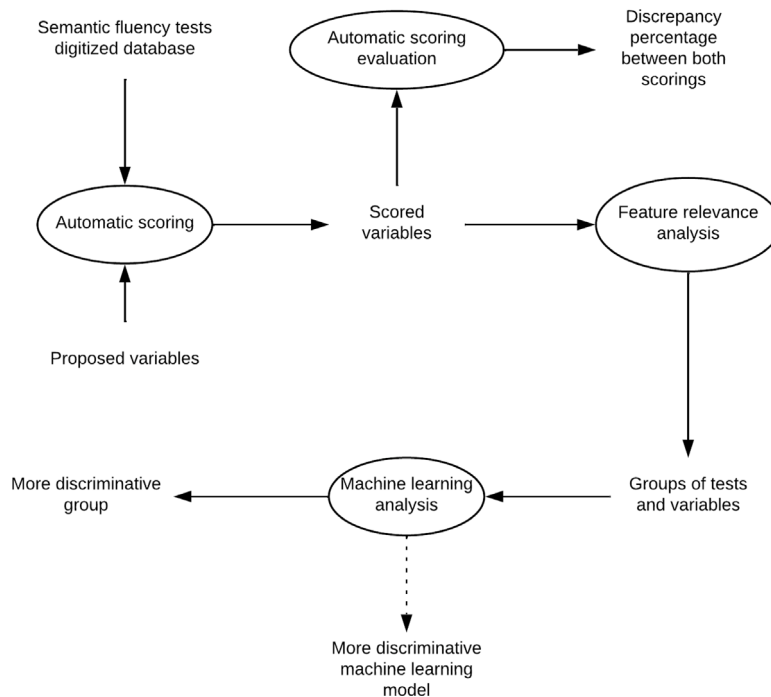 Semantic fluency tests
digitized database
Automatic scoring
evaluation
Discrepancy
percentage
between both
scorings
Automatic scoring
Scored
variables
Feature relevance
analysis
Proposed variables
More discriminative
group
Machine learning
analysis
Groups of tests
and variables
More discriminative
machine learning
model